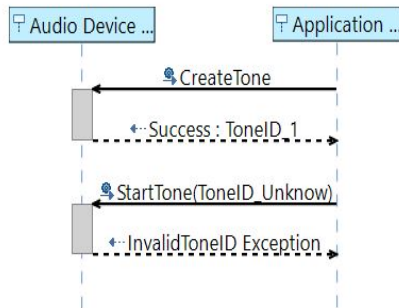 Audio Device ...
Application ...
CreateTone
Success : ToneID_1
StartTone(ToneID_Unknow)
InvalidToneID Exception